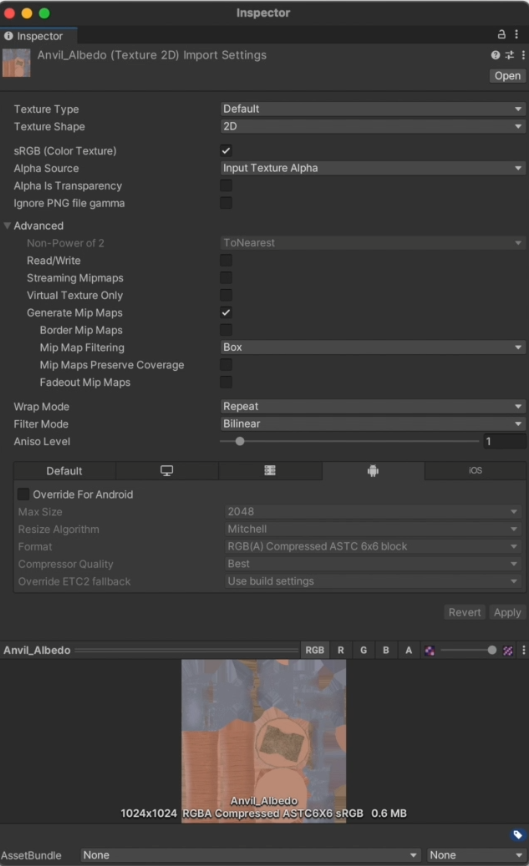 Inspector
Inspector
Anvil_Albedo (Texture 2D) Import Settings
Open
Texture Type Default
Texture Shape 2D
sRGB (Color Texture)
Alpha Source Input Texture Alpha
Alpha Is Transparency
Ignore PNG file gamma
Advanced
Non-Power of 2 ToNearest
Read/Write
Streaming Mipmaps
Virtual Texture Only
Generate Mip Maps
Border Mip Maps
Mip Map Filtering Box
Mip Maps Preserve Coverage
Fadeout Mip Maps
Wrap Mode Repeat
Filter Mode Bilinear
Aniso Level 1
Default iOS
Override For Android
Max Size 2048
Resize Algorithm Mitchell
Format RGB(A) Compressed ASTC 6x6 block
Compressor Quality Best
Override ETC2 fallback Use build settings
Revert Apply
Anvil_Albedo RGB R G B A
Anvil_Albedo
1024x1024 RGBA Compressed ASTC6X6 sRGB 0.6 MB
AssetBundle None None